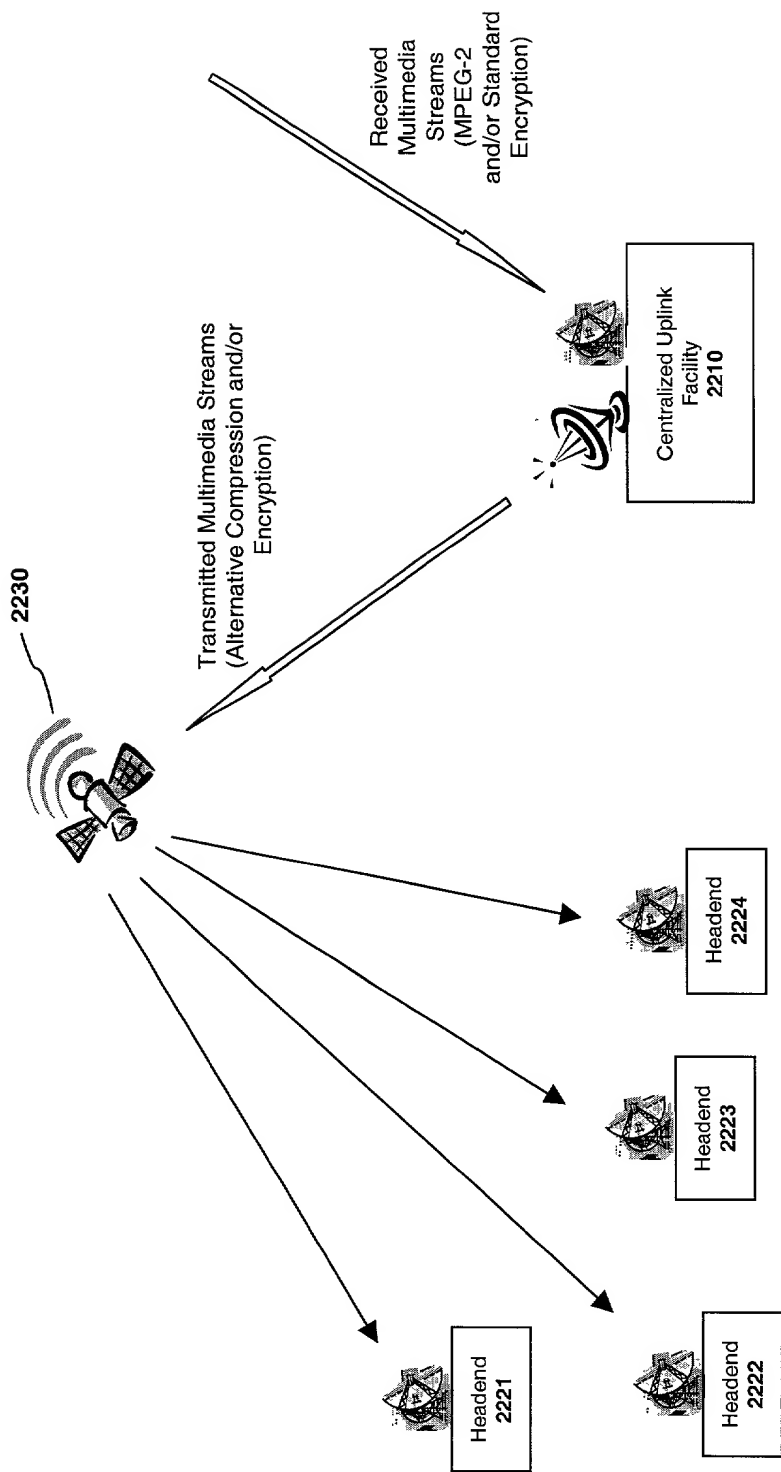 2230
Transmitted Multimedia Streams
(Alternative Compression and/or
Encryption)
Received
Multimedia
Streams
(MPEG-2
and/or Standard
Encryption)
Headend
2221
Headend
2222
Headend
2223
Headend
2224
Centralized Uplink
Facility
2210